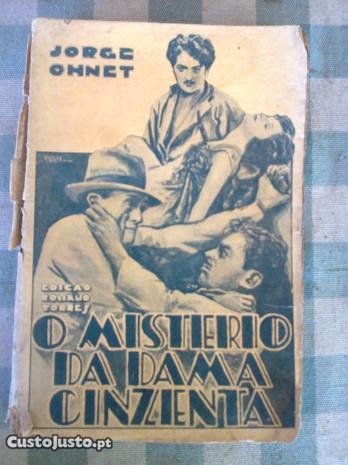 JORGE
OHNET
EDIÇÃO
ROMANO
TORRES
O MISTERIO
DA DAMA
CINZENTA
CustoJusto.pt